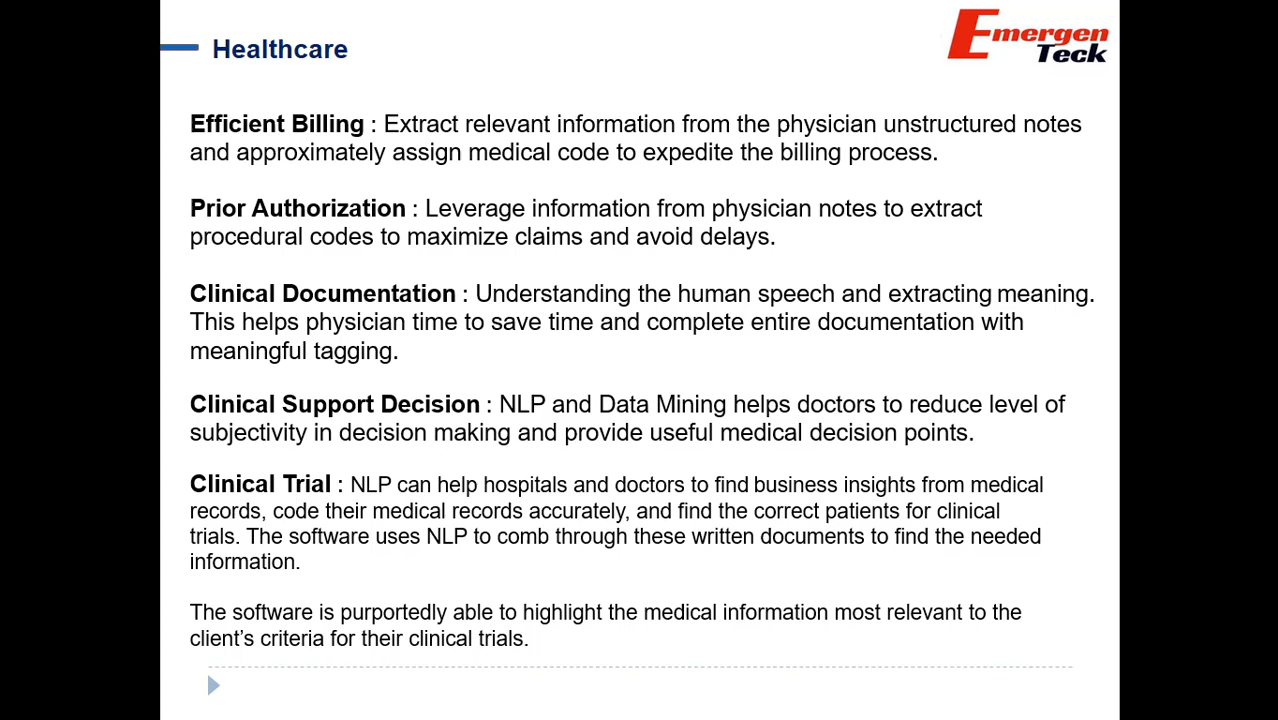 Healthcare
Emergen
Teck
Efficient Billing : Extract relevant information from the physician unstructured notes
and approximately assign medical code to expedite the billing process.
Prior Authorization : Leverage information from physician notes to extract
procedural codes to maximize claims and avoid delays.
Clinical Documentation : Understanding the human speech and extracting meaning.
This helps physician time to save time and complete entire documentation with
meaningful tagging.
Clinical Support Decision : NLP and Data Mining helps doctors to reduce level of
subjectivity in decision making and provide useful medical decision points.
Clinical Trial : NLP can help hospitals and doctors to find business insights from medical
records, code their medical records accurately, and find the correct patients for clinical
trials. The software uses NLP to comb through these written documents to find the needed
information.
The software is purportedly able to highlight the medical information most relevant to the
client’s criteria for their clinical trials.